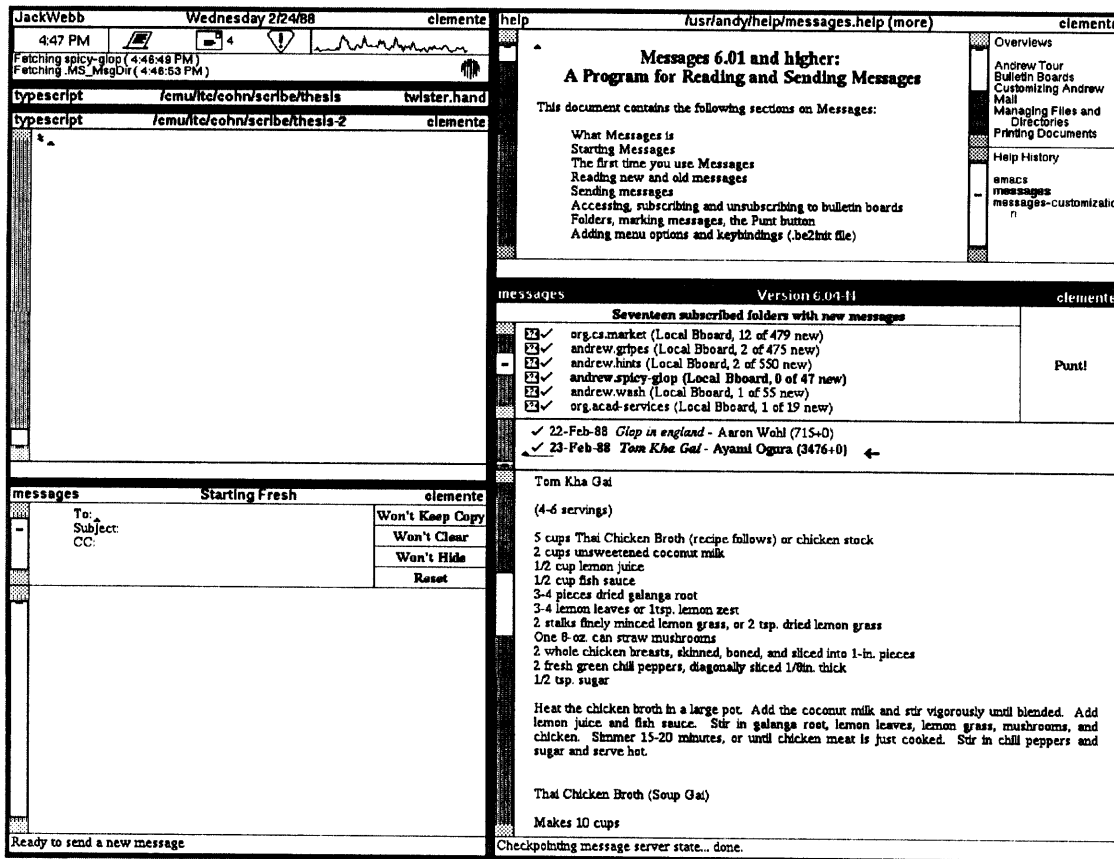 JackWebb Wednesday 2/24/88 clemente
4:47 PM 4
Fetching spicy-glop ( 4:46:49 PM )
Fetching .MS_MsgDir ( 4:46:53 PM )
typescript /cmu/itc/cohn/scribe/thesis twister.hand
typescript /cmu/itc/cohn/scribe/thesis-2 clemente
%
messages Starting Fresh clemente
To:
Subject:
CC:
Won't Keep Copy
Won't Clear
Won't Hide
Reset
Ready to send a new message
help /usr/andy/help/messages.help (more) clemente
Messages 6.01 and higher:
A Program for Reading and Sending Messages
This document contains the following sections on Messages:
What Messages is
Starting Messages
The first time you use Messages
Reading new and old messages
Sending messages
Accessing, subscribing and unsubscribing to bulletin boards
Folders, marking messages, the Punt button
Adding menu options and keybindings (.be2init file)
Overviews
Andrew Tour
Bulletin Boards
Customizing Andrew
Mail
Managing Files and
Directories
Printing Documents
Help History
emacs
messages
messages-customizatio
n
messages Version 6.04-N clemente
Seventeen subscribed folders with new messages
org.cs.market (Local Bboard, 12 of 479 new)
andrew.gripes (Local Bboard, 2 of 475 new)
andrew.hints (Local Bboard, 2 of 550 new)
andrew.spicy-glop (Local Bboard, 0 of 47 new)
andrew.wash (Local Bboard, 1 of 55 new)
org.acad-services (Local Bboard, 1 of 19 new)
Punt!
✓ 22-Feb-88 Glop in england - Aaron Wohl (715+0)
✓ 23-Feb-88 Tom Kha Gai - Ayami Ogura (3476+0) ←
Tom Kha Gai
(4-6 servings)
5 cups Thai Chicken Broth (recipe follows) or chicken stock
2 cups unsweetened coconut milk
1/2 cup lemon juice
1/2 cup fish sauce
3-4 pieces dried galanga root
3-4 lemon leaves or 1tsp. lemon zest
2 stalks finely minced lemon grass, or 2 tsp. dried lemon grass
One 8-oz. can straw mushrooms
2 whole chicken breasts, skinned, boned, and sliced into 1-in. pieces
2 fresh green chili peppers, diagonally sliced 1/8in. thick
1/2 tsp. sugar
Heat the chicken broth in a large pot. Add the coconut milk and stir vigorously until blended. Add
lemon juice and fish sauce. Stir in galanga root, lemon leaves, lemon grass, mushrooms, and
chicken. Simmer 15-20 minutes, or until chicken meat is just cooked. Stir in chili peppers and
sugar and serve hot.
Thai Chicken Broth (Soup Gai)
Makes 10 cups
Checkpointing message server state... done.